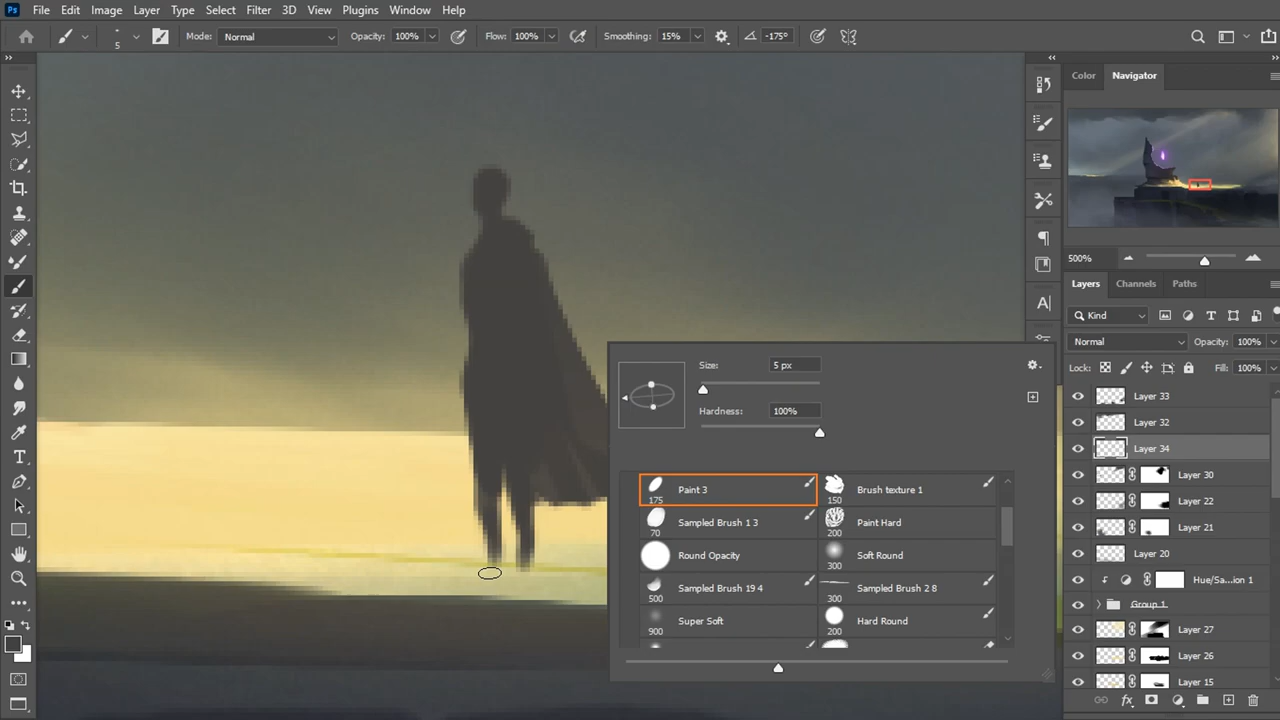 Ps File Edit Image Layer Type Select Filter 3D View Plugins Window Help
5 Mode: Normal Opacity: 100% Flow: 100% Smoothing: 15% -175°
Color Navigator
500%
Layers Channels Paths
Kind
Normal Opacity: 100%
Lock: Fill: 100%
Layer 33
Layer 32
Layer 34
Layer 30
Layer 22
Layer 21
Layer 20
Hue/Sa...ion 1
Group 1
Layer 27
Layer 26
Layer 15
Size: 5 px
Hardness: 100%
175 Paint 3 150 Brush texture 1
70 Sampled Brush 1 3 200 Paint Hard
Round Opacity 300 Soft Round
500 Sampled Brush 19 4 300 Sampled Brush 2 8
900 Super Soft 200 Hard Round